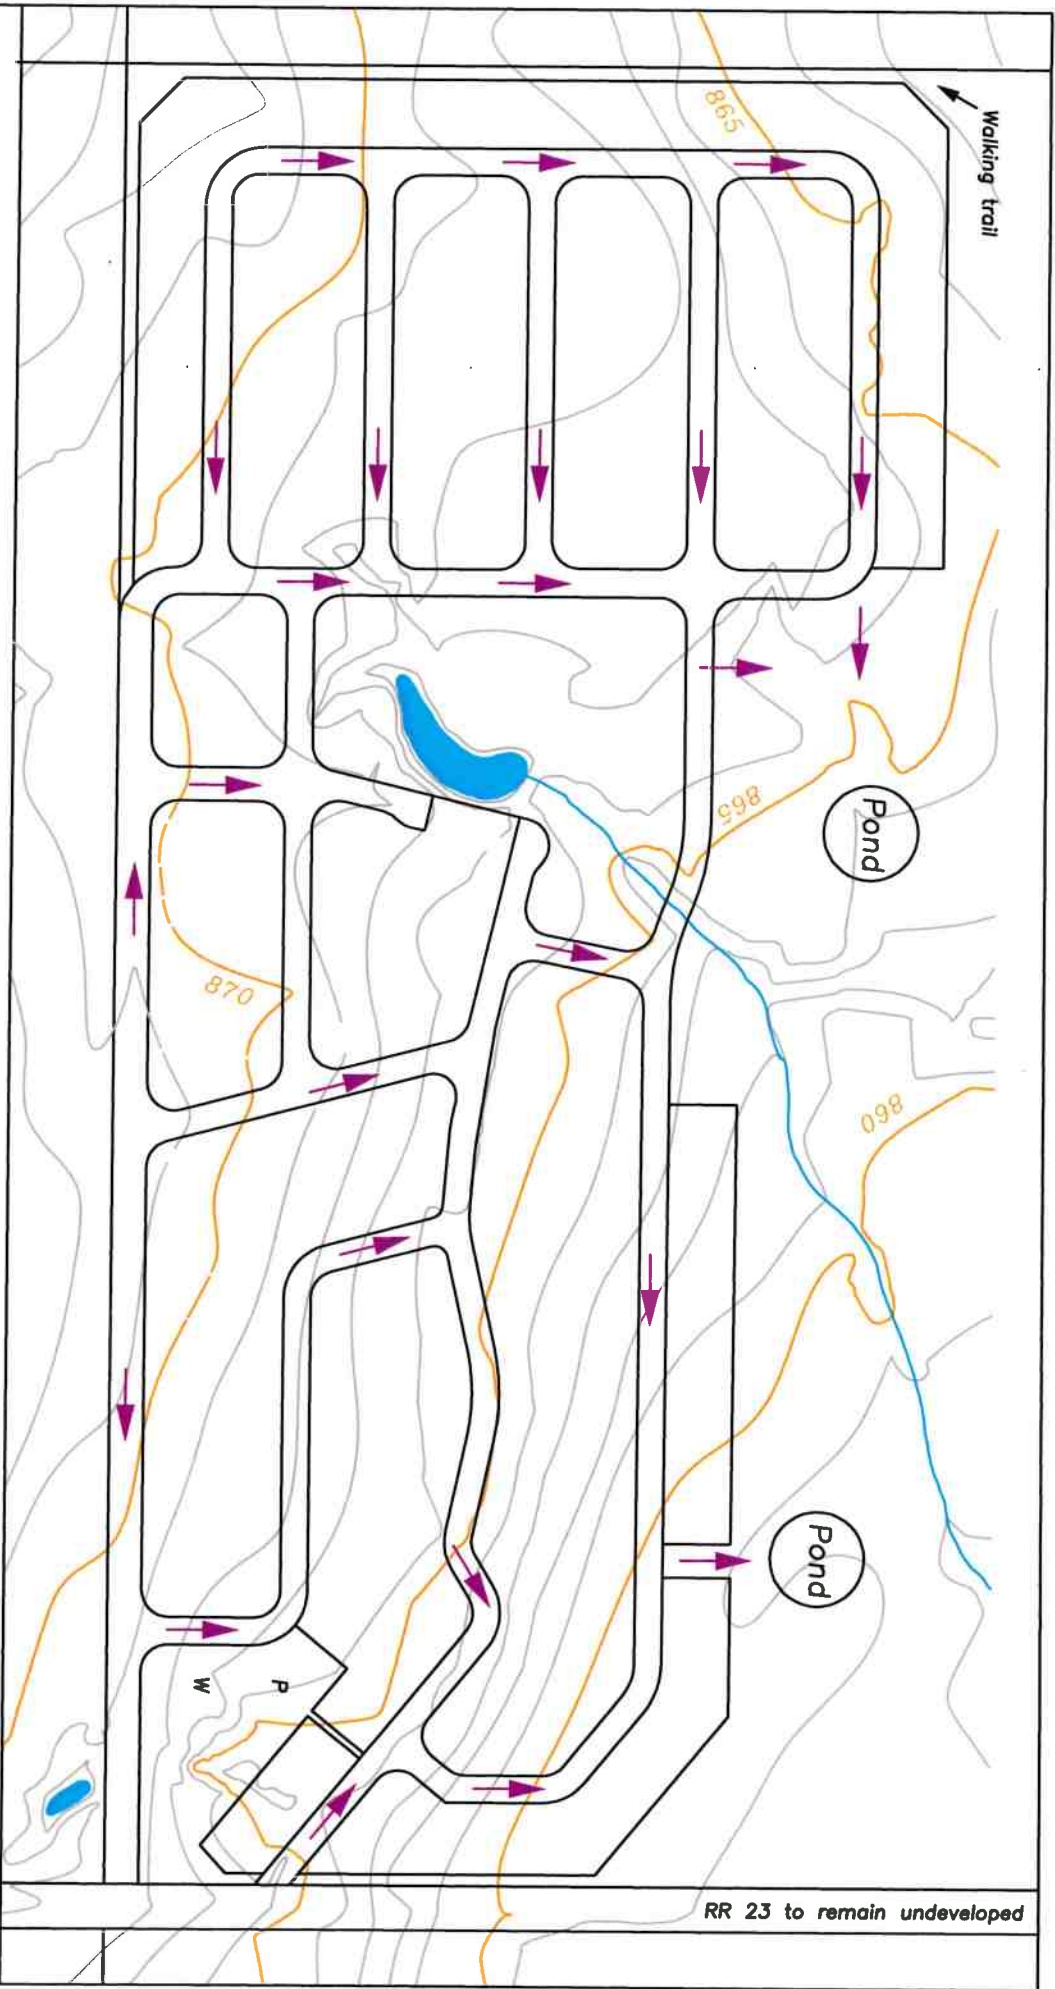 865
Walking trail
865
Pond
870
860
Pond
W
P
RR 23 to remain undeveloped